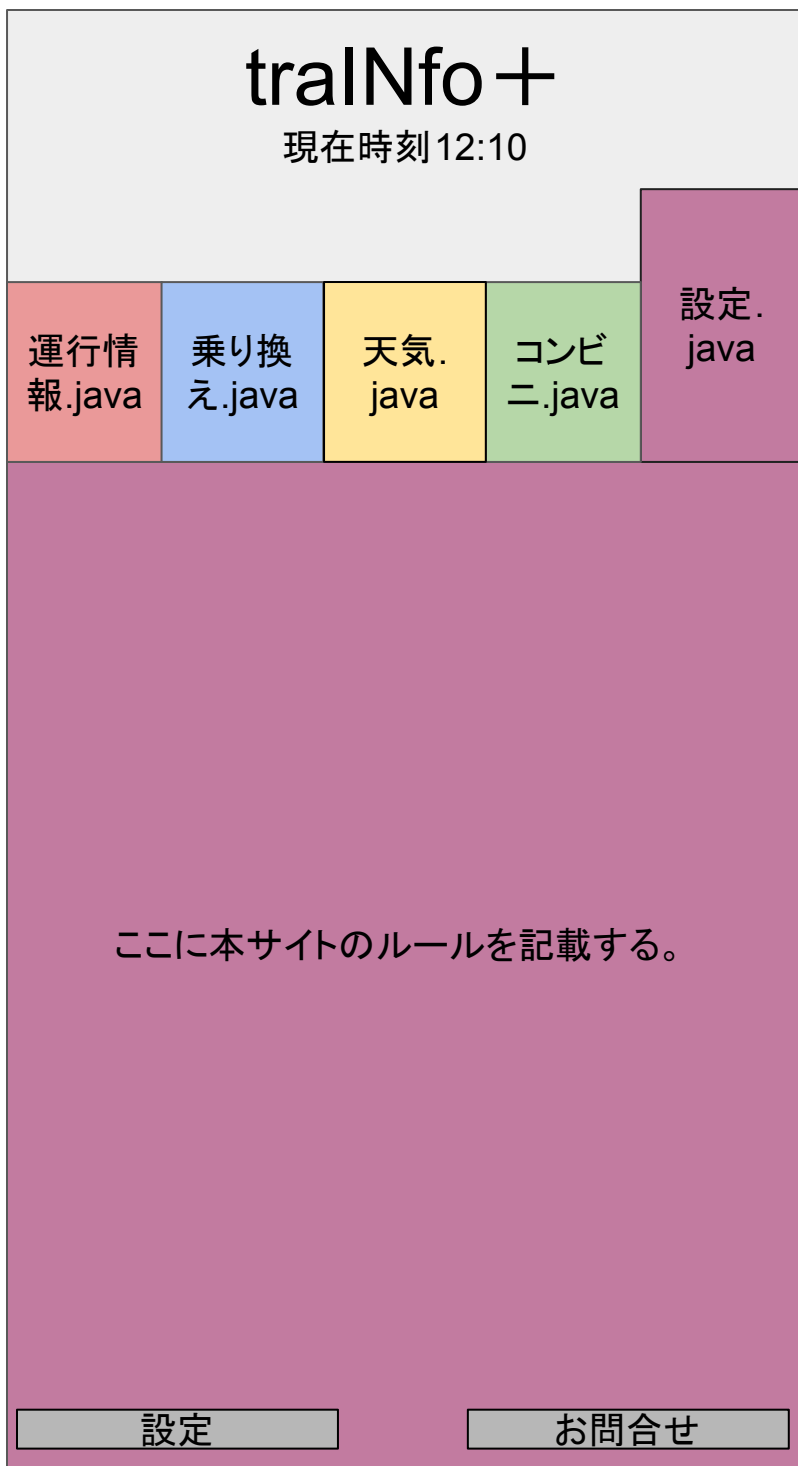 traINfo＋
現在時刻12:10
運行情
報.java
乗り換
え.java
天気.
java
コンビ
ニ.java
設定.
java
ここに本サイトのルールを記載する。
設定
お問合せ